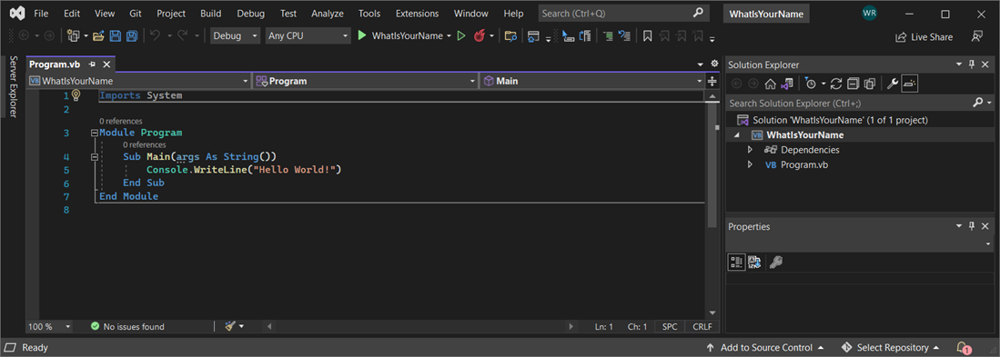 File Edit View Git Project Build Debug Test Analyze Tools Extensions Window Help Search (Ctrl+Q) WhatIsYourName WR
Debug Any CPU WhatIsYourName Live Share
Server Explorer
Program.vb
WhatIsYourName Program Main
1 Imports System
2
0 references
3 Module Program
0 references
4 Sub Main(args As String())
5 Console.WriteLine("Hello World!")
6 End Sub
7 End Module
8
100 % No issues found Ln: 1 Ch: 1 SPC CRLF
Solution Explorer
Search Solution Explorer (Ctrl+;)
Solution 'WhatIsYourName' (1 of 1 project)
WhatIsYourName
Dependencies
VB Program.vb
Properties
Ready Add to Source Control Select Repository 1